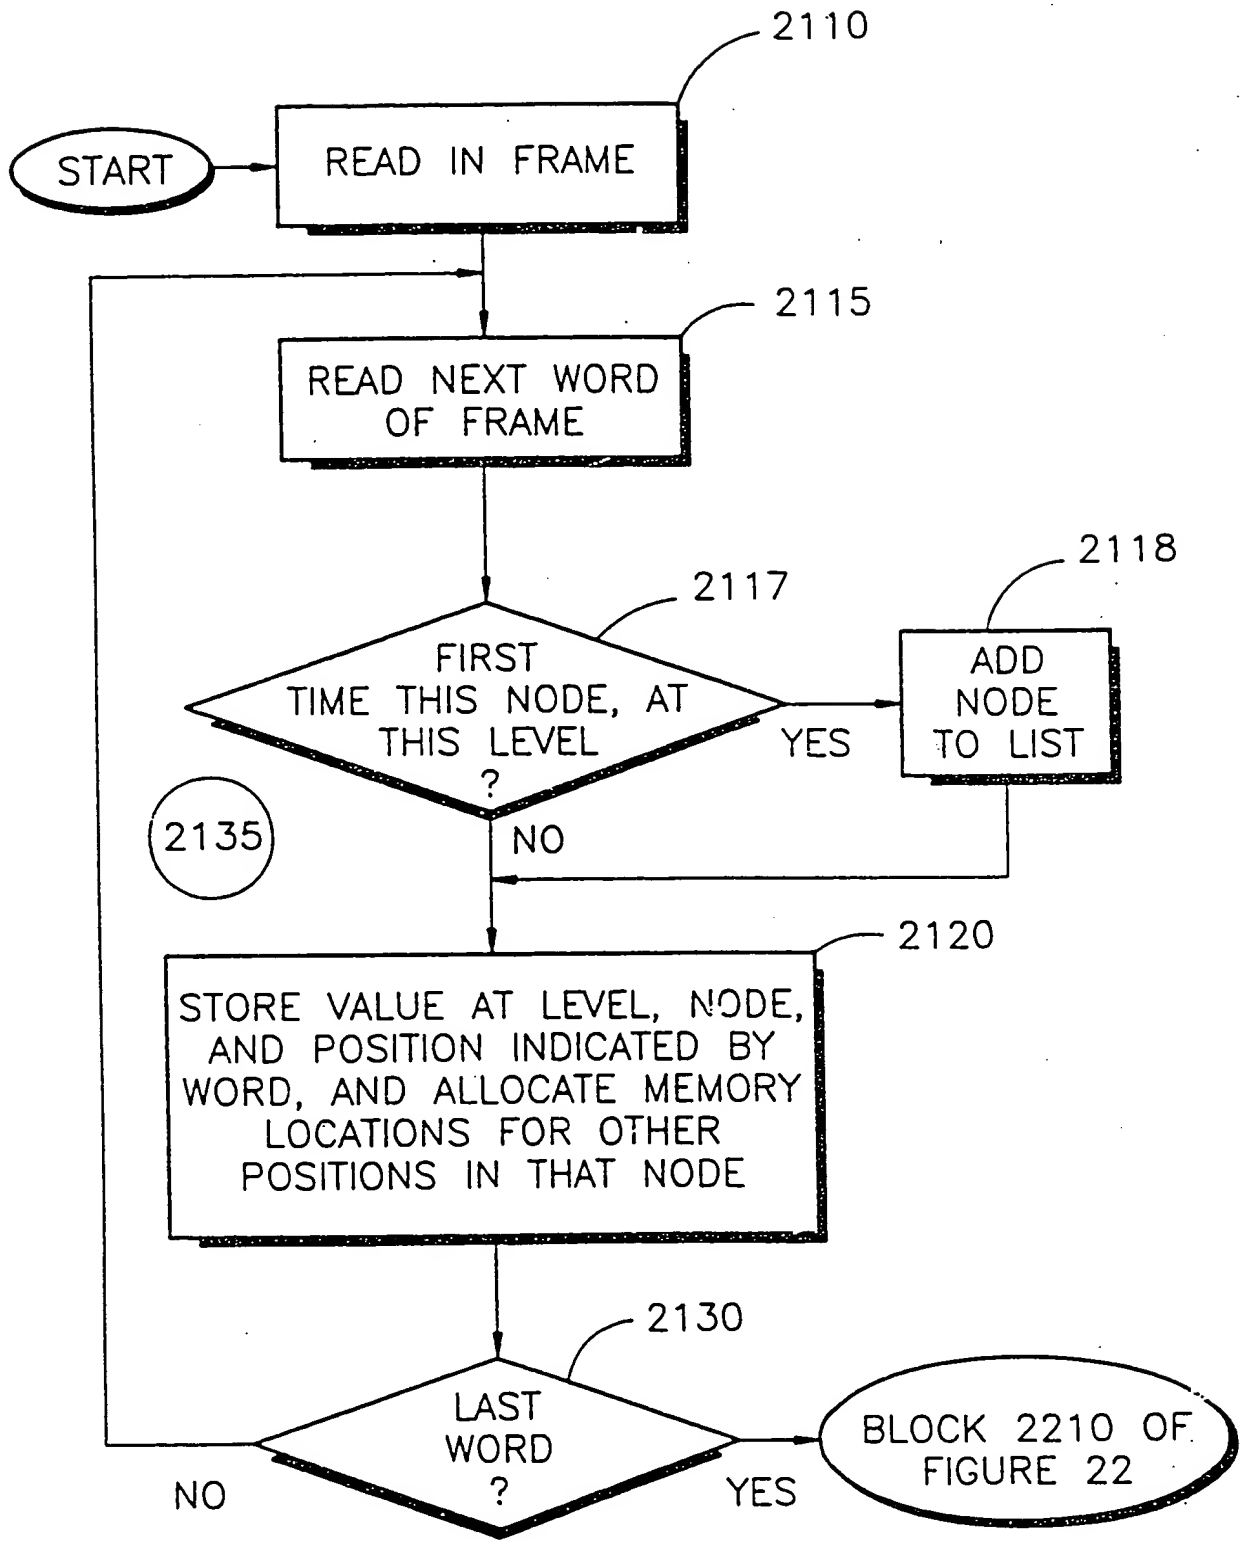 2110
START
READ IN FRAME
2115
READ NEXT WORD
OF FRAME
2118
2117
ADD
NODE
TO LIST
FIRST
TIME THIS NODE, AT
THIS LEVEL
?
YES
2135
NO
2120
STORE VALUE AT LEVEL, NODE,
AND POSITION INDICATED BY
WORD, AND ALLOCATE MEMORY
LOCATIONS FOR OTHER
POSITIONS IN THAT NODE
2130
LAST
WORD
?
NO
YES
BLOCK 2210 OF
FIGURE 22